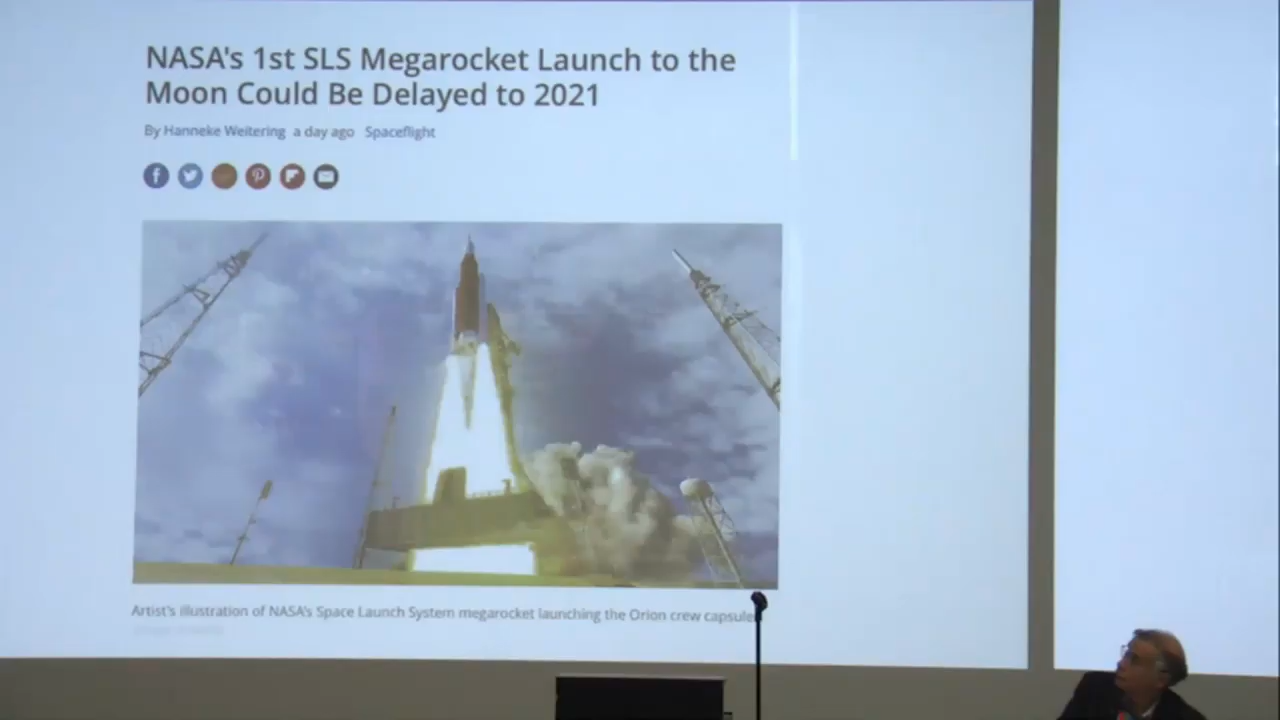 NASA's 1st SLS Megarocket Launch to the
Moon Could Be Delayed to 2021
By Hanneke Weitering a day ago Spaceflight
Artist's illustration of NASA's Space Launch System megarocket launching the Orion crew capsule